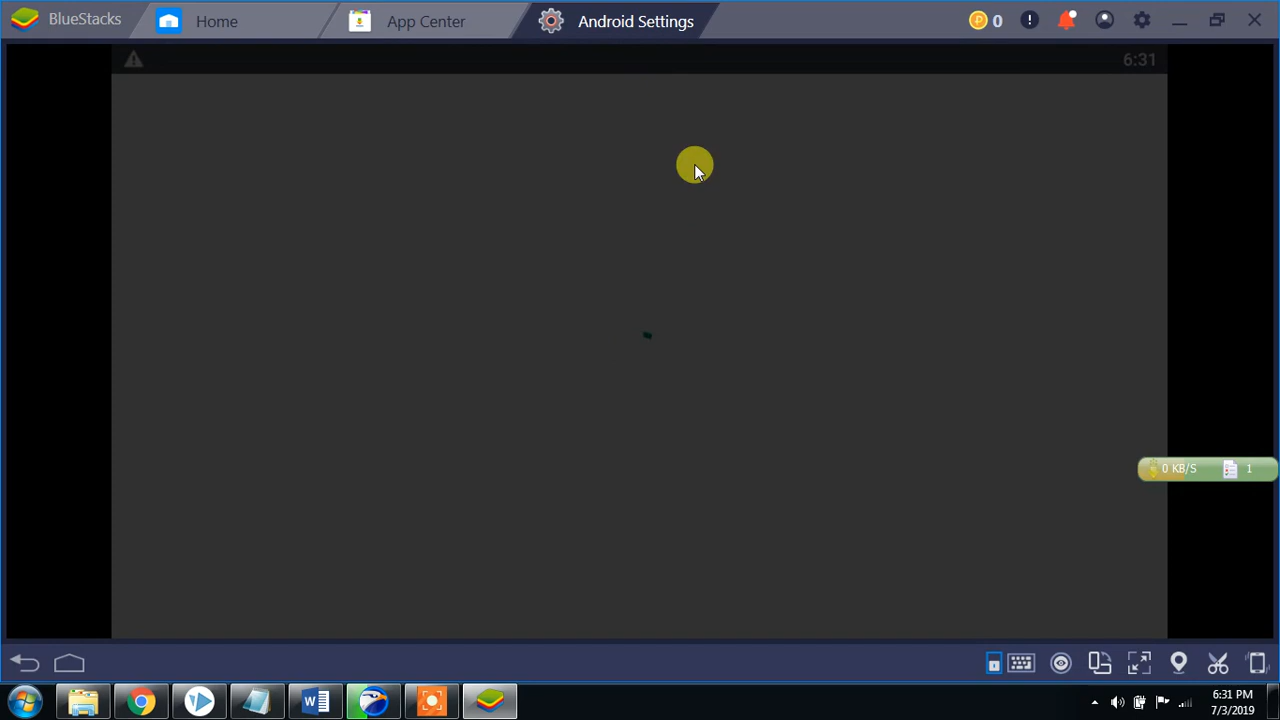 BlueStacks
Home
App Center
Android Settings
0
6:31
0 KB/S
1
6:31 PM
7/3/2019